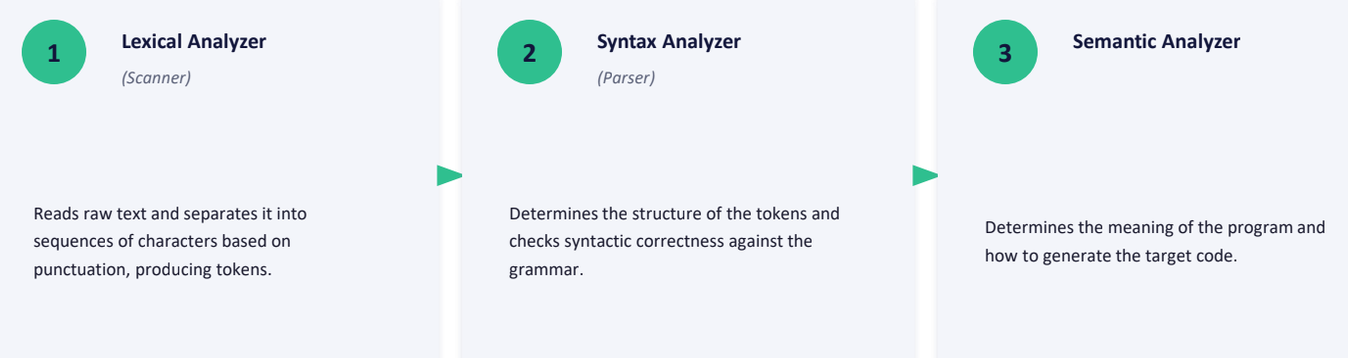 1
Lexical Analyzer
(Scanner)
Reads raw text and separates it into
sequences of characters based on
punctuation, producing tokens.
2
Syntax Analyzer
(Parser)
Determines the structure of the tokens and
checks syntactic correctness against the
grammar.
3
Semantic Analyzer
Determines the meaning of the program and
how to generate the target code.